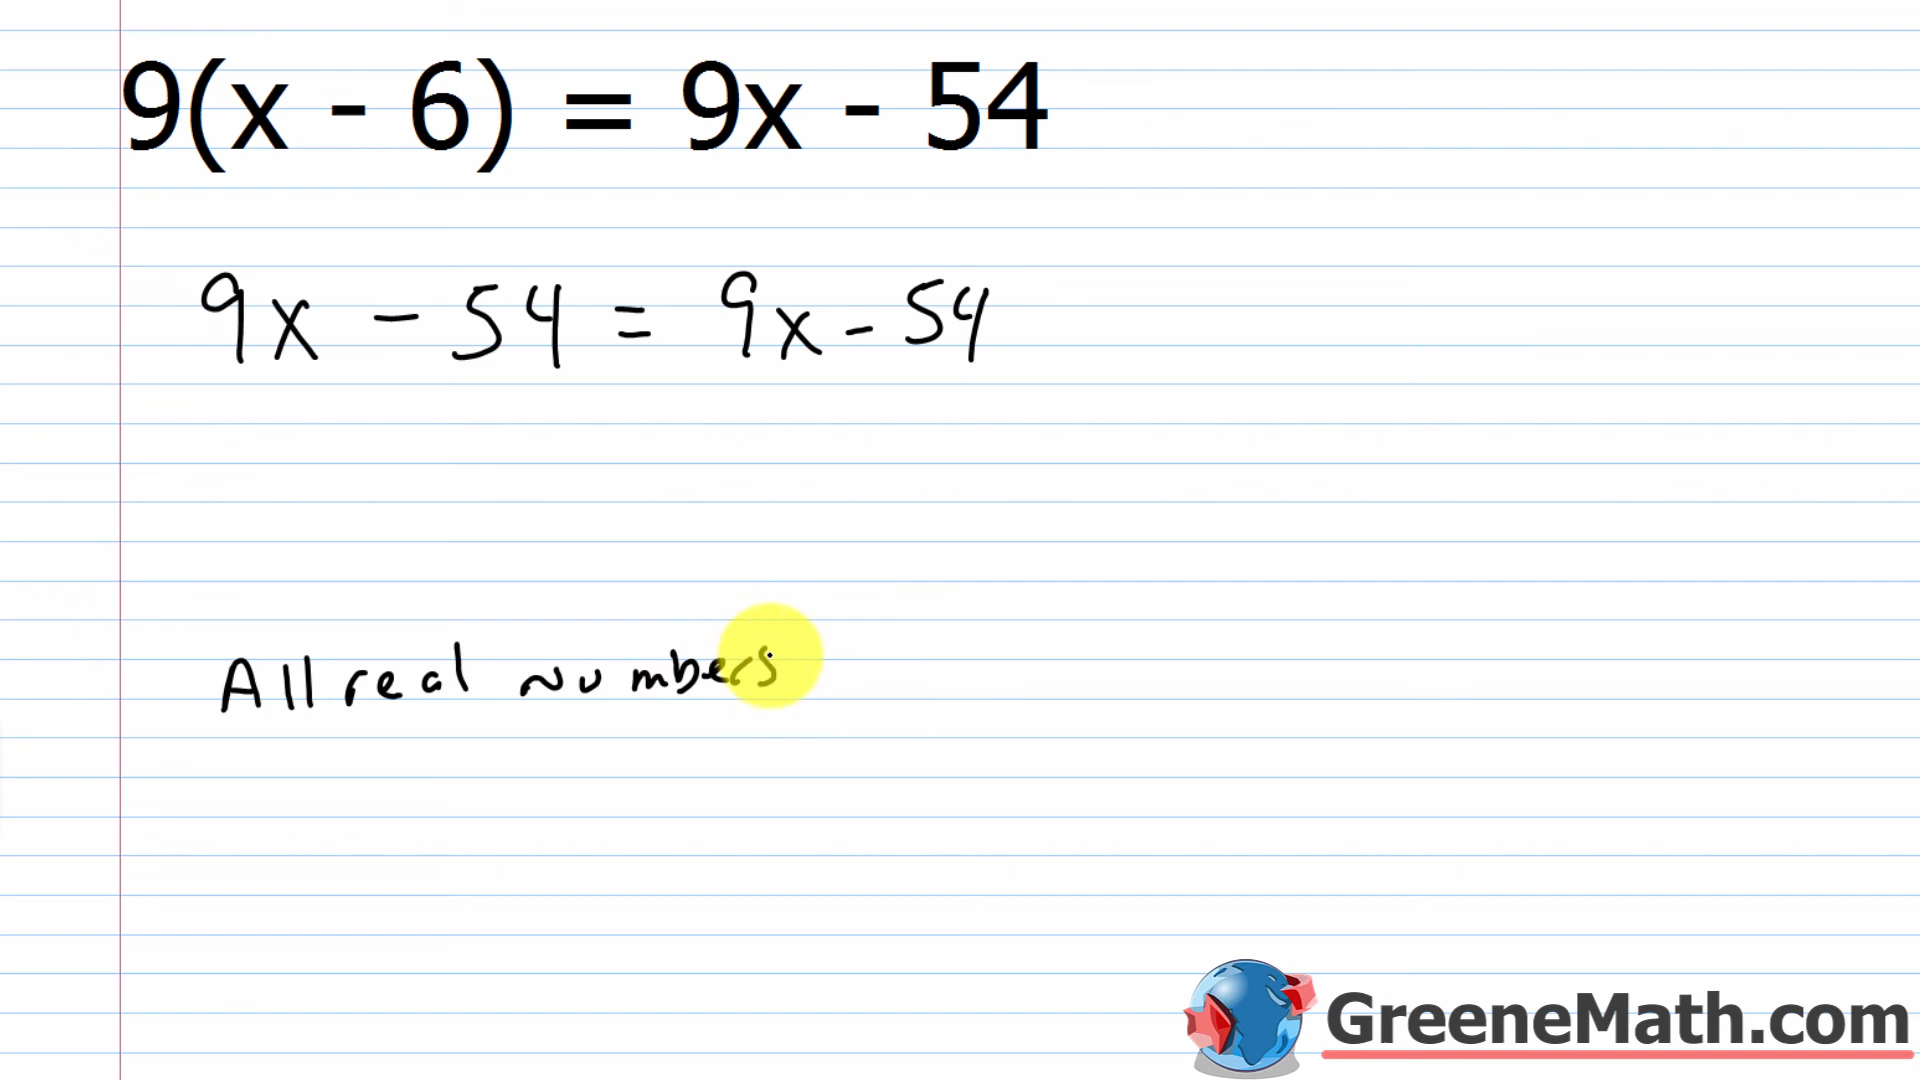 9(x - 6) = 9x - 54
9x - 54 = 9x - 54
All real numbers
GreeneMath.com